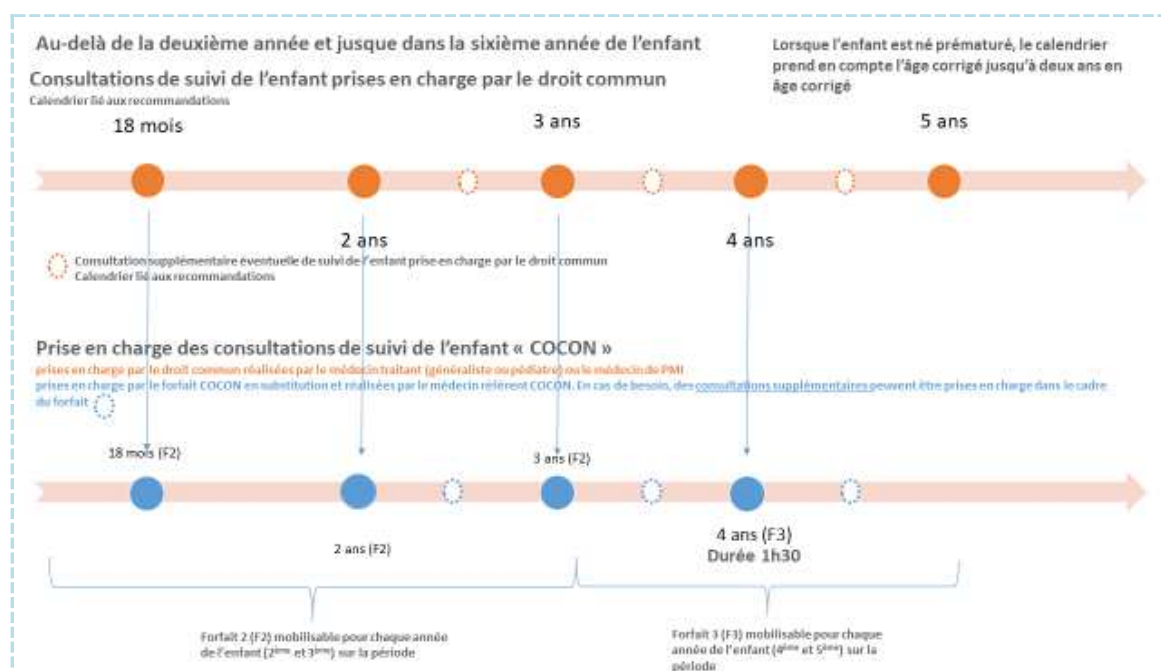 Au-delà de la deuxième année et jusque dans la sixième année de l'enfant
Lorsque l'enfant est né prématuré, le calendrier
prend en compte l'âge corrigé jusqu'à deux ans en
âge corrigé
Consultations de suivi de l'enfant prises en charge par le droit commun
Calendrier lié aux recommandations
18 mois
3 ans
5 ans
2 ans
4 ans
Consultation supplémentaire éventuelle de suivi de l'enfant prise en charge par le droit commun
Calendrier lié aux recommandations
Prise en charge des consultations de suivi de l'enfant « COCON »
prises en charge par le droit commun réalisées par le médecin traitant (généraliste ou pédiatre) ou le médecin de PMI
prises en charge par le forfait COCON en substitution et réalisées par le médecin référent COCON. En cas de besoin, des consultations supplémentaires peuvent être prises en charge dans le cadre
du forfait
18 mois (F2)
3 ans (F2)
2 ans (F2)
4 ans (F3)
Durée 1h30
Forfait 2 (F2) mobilisable pour chaque année
de l'enfant (2ème et 3ème) sur la période
Forfait 3 (F3) mobilisable pour chaque
année de l'enfant (4ème et 5ème) sur la
période